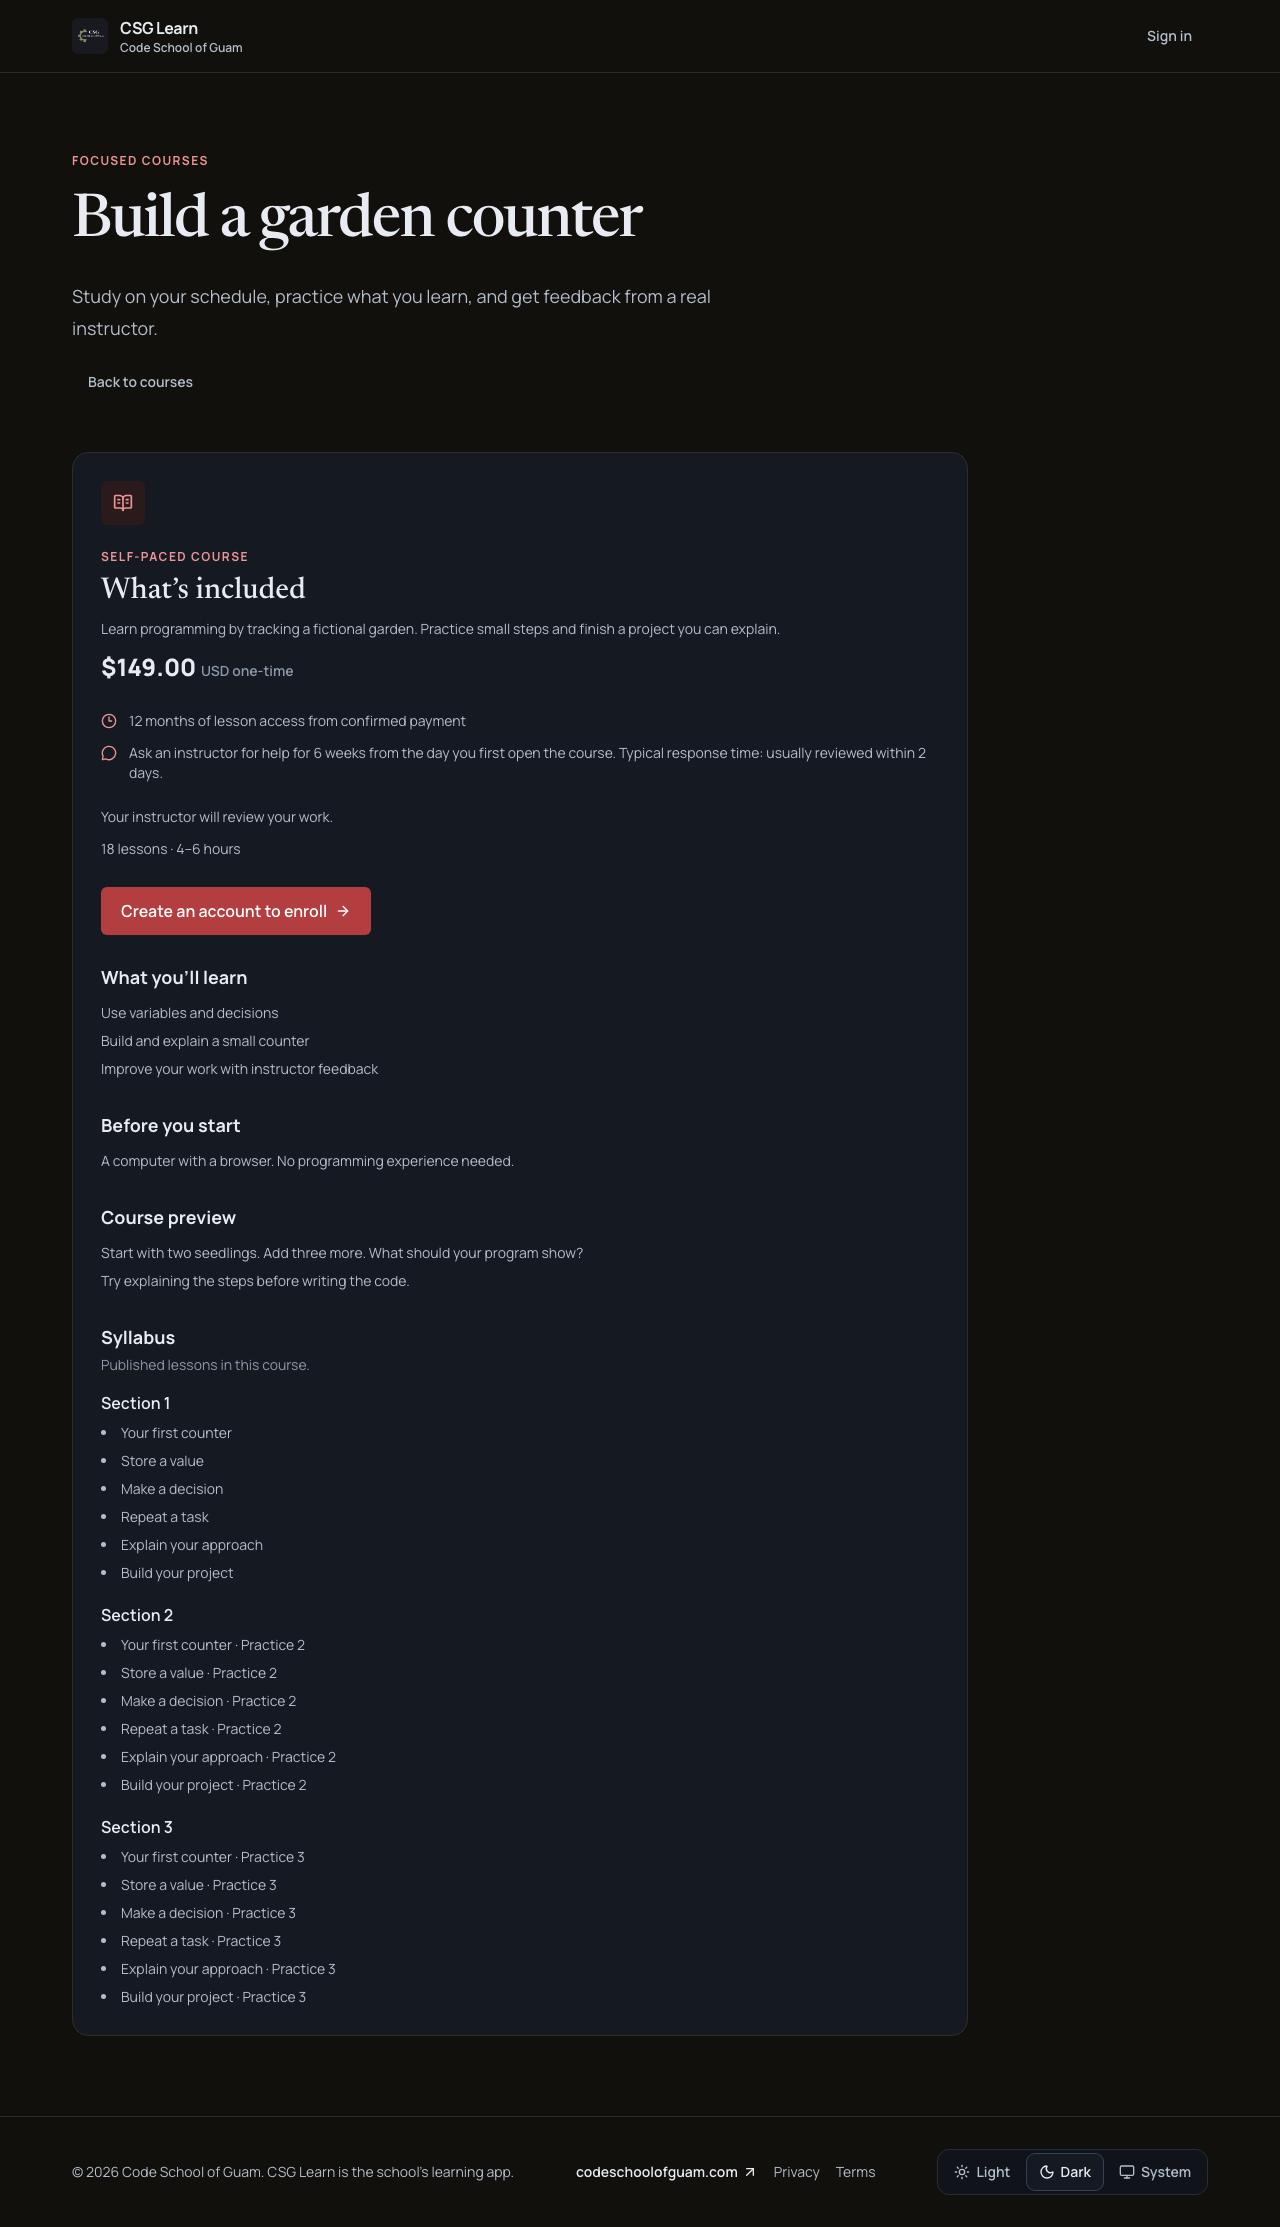 CSG Learn
Code School of Guam
Sign in
FOCUSED COURSES
Build a garden counter
Study on your schedule, practice what you learn, and get feedback from a real
instructor.
Back to courses
SELF-PACED COURSE
What’s included
Learn programming by tracking a fictional garden. Practice small steps and finish a project you can explain.
$149.00 USD one-time
12 months of lesson access from confirmed payment
Ask an instructor for help for 6 weeks from the day you first open the course. Typical response time: usually reviewed within 2
days.
Your instructor will review your work.
18 lessons · 4–6 hours
Create an account to enroll
What you’ll learn
Use variables and decisions
Build and explain a small counter
Improve your work with instructor feedback
Before you start
A computer with a browser. No programming experience needed.
Course preview
Start with two seedlings. Add three more. What should your program show?
Try explaining the steps before writing the code.
Syllabus
Published lessons in this course.
Section 1
• Your first counter
• Store a value
• Make a decision
• Repeat a task
• Explain your approach
• Build your project
Section 2
• Your first counter · Practice 2
• Store a value · Practice 2
• Make a decision · Practice 2
• Repeat a task · Practice 2
• Explain your approach · Practice 2
• Build your project · Practice 2
Section 3
• Your first counter · Practice 3
• Store a value · Practice 3
• Make a decision · Practice 3
• Repeat a task · Practice 3
• Explain your approach · Practice 3
• Build your project · Practice 3
© 2026 Code School of Guam. CSG Learn is the school’s learning app.
codeschoolofguam.com Privacy Terms
Light Dark System